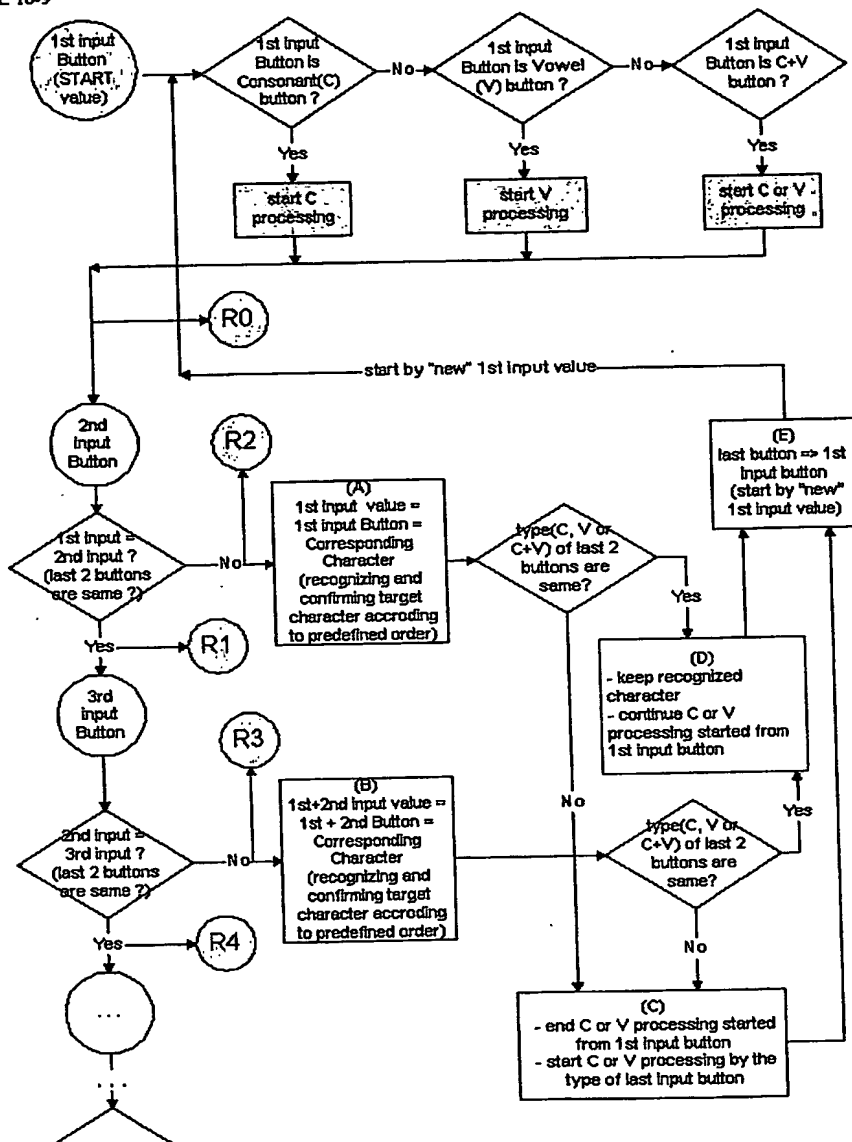 1st input
Button
(START
value)
1st input
Button is
Consonant(C)
button ?
No
1st input
Button is Vowel
(V) button ?
No
1st input
Button is C+V
button ?
Yes
Yes
Yes
start C
processing
start V
processing
start C or V
processing
R0
start by "new" 1st input value
2nd
input
Button
R2
(E)
last button => 1st
input button
(start by "new"
1st input value)
1st input =
2nd input ?
(last 2 buttons
are same ?)
No
(A)
1st input value =
1st input Button =
Corresponding
Character
(recognizing and
confirming target
character accroding
to predefined order)
type(C, V or
C+V) of last 2
buttons are
same?
Yes
Yes
R1
(D)
- keep recognized
character
- continue C or V
processing started from
1st input button
3rd
input
Button
R3
No
Yes
2nd input =
3rd input ?
(last 2 buttons
are same ?)
No
(B)
1st+2nd input value =
1st + 2nd Button =
Corresponding
Character
(recognizing and
confirming target
character accroding
to predefined order)
type(C, V or
C+V) of last 2
buttons are
same?
Yes
R4
No
...
(C)
- end C or V processing started
from 1st input button
- start C or V processing by the
type of last input button
...